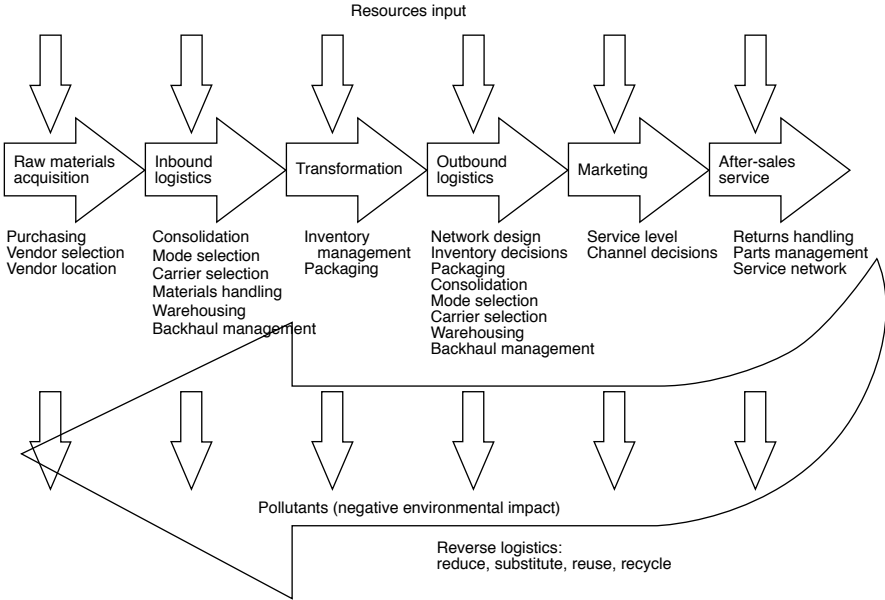 Resources input
Raw materials
acquisition
Inbound
logistics
Transformation
Outbound
logistics
Marketing
After-sales
service
Purchasing
Vendor selection
Vendor location
Consolidation
Mode selection
Carrier selection
Materials handling
Warehousing
Backhaul management
Inventory
management
Packaging
Network design
Inventory decisions
Packaging
Consolidation
Mode selection
Carrier selection
Warehousing
Backhaul management
Service level
Channel decisions
Returns handling
Parts management
Service network
Pollutants (negative environmental impact)
Reverse logistics:
reduce, substitute, reuse, recycle